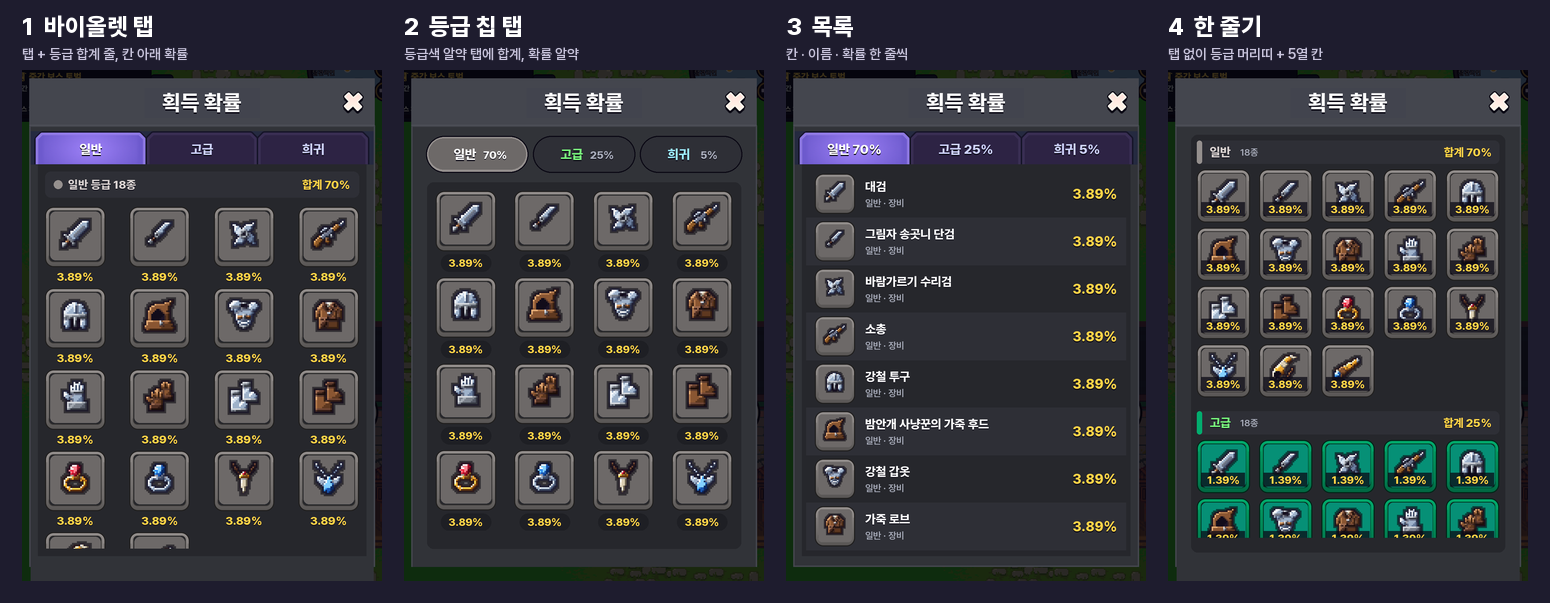 1 바이올렛 탭
탭 + 등급 합계 줄, 칸 아래 확률
획득 확률
일반 고급 희귀
일반 등급 18종 합계 70%
3.89% 3.89% 3.89% 3.89%
3.89% 3.89% 3.89% 3.89%
3.89% 3.89% 3.89% 3.89%
3.89% 3.89% 3.89% 3.89%
2 등급 칩 탭
등급색 알약 탭에 합계, 확률 알약
획득 확률
일반 70% 고급 25% 희귀 5%
3.89% 3.89% 3.89% 3.89%
3.89% 3.89% 3.89% 3.89%
3.89% 3.89% 3.89% 3.89%
3.89% 3.89% 3.89% 3.89%
3 목록
칸 · 이름 · 확률 한 줄씩
획득 확률
일반 70% 고급 25% 희귀 5%
대검
일반 · 장비
3.89%
그림자 송곳니 단검
일반 · 장비
3.89%
바람가르기 수리검
일반 · 장비
3.89%
소총
일반 · 장비
3.89%
강철 투구
일반 · 장비
3.89%
밤안개 사냥꾼의 가죽 후드
일반 · 장비
3.89%
강철 갑옷
일반 · 장비
3.89%
가죽 로브
일반 · 장비
3.89%
4 한 줄기
탭 없이 등급 머리띠 + 5열 칸
획득 확률
일반 18종 합계 70%
3.89% 3.89% 3.89% 3.89% 3.89%
3.89% 3.89% 3.89% 3.89% 3.89%
3.89% 3.89% 3.89% 3.89% 3.89%
3.89% 3.89% 3.89%
고급 18종 합계 25%
1.39% 1.39% 1.39% 1.39% 1.39%
1.39% 1.39% 1.39% 1.39% 1.39%